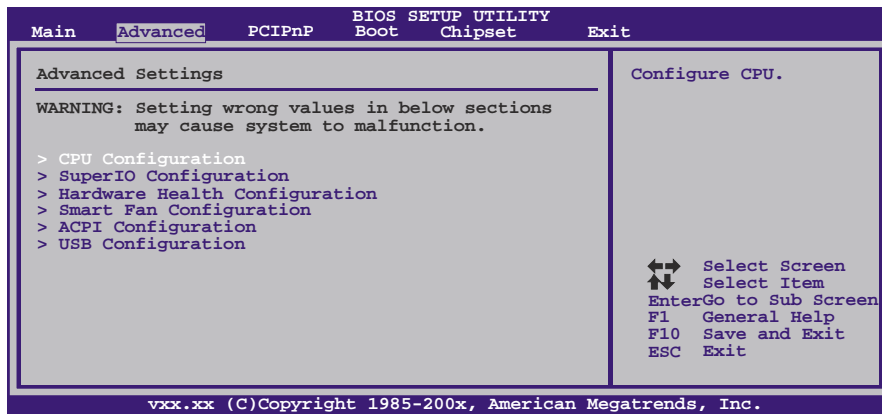 BIOS SETUP UTILITY
Main Advanced PCIPnP Boot Chipset Exit
Advanced Settings
WARNING: Setting wrong values in below sections
may cause system to malfunction.
> CPU Configuration
> SuperIO Configuration
> Hardware Health Configuration
> Smart Fan Configuration
> ACPI Configuration
> USB Configuration
Configure CPU.
Select Screen
Select Item
EnterGo to Sub Screen
F1 General Help
F10 Save and Exit
ESC Exit
vxx.xx (C)Copyright 1985-200x, American Megatrends, Inc.